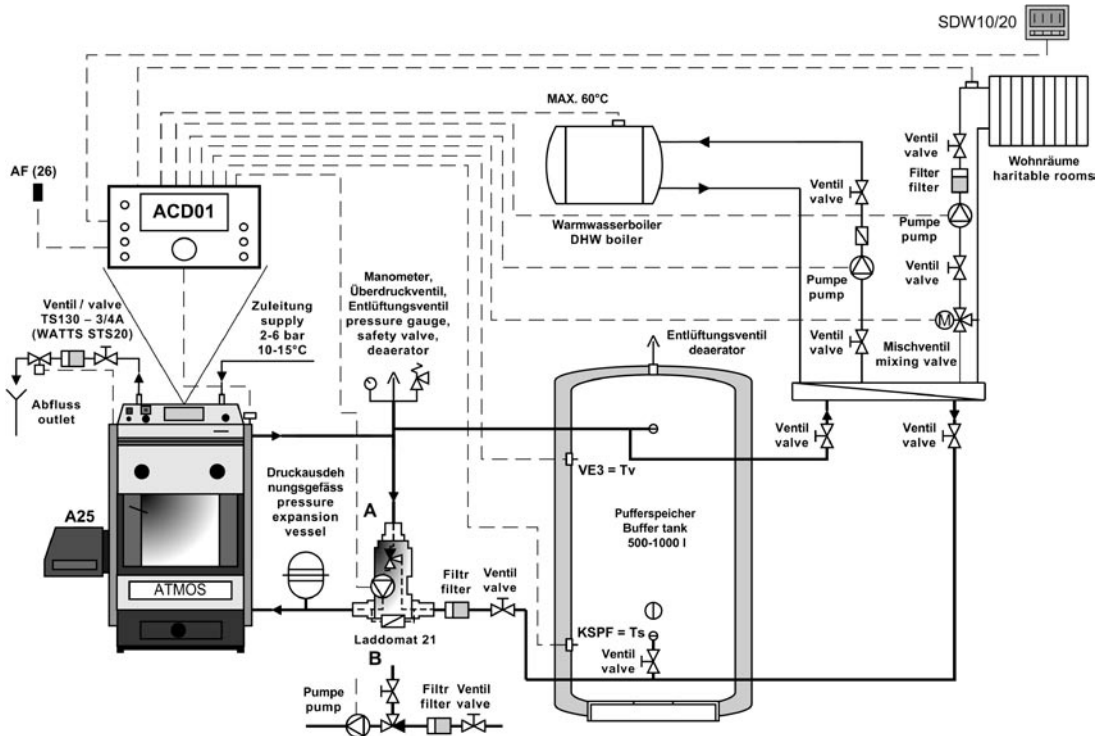 SDW10/20
MAX. 60°C
AF (26)
ACD01
Ventil
valve
Filter
filter
Wohnräume
haritable rooms
Pumpe
pump
Ventil
valve
Mischventil
mixing valve
Ventil
valve
Warmwasserboiler
DHW boiler
Pumpe
pump
Ventil
valve
M
Ventil / valve
TS130 – 3/4A
(WATTS STS20)
Zuleitung
supply
2-6 bar
10-15°C
Manometer,
Überdruckventil,
Entlüftungsventil
pressure gauge,
safety valve,
deaerator
Entlüftungsventil
deaerator
Abfluss
outlet
Ventil
valve
Ventil
valve
Druckausdeh
nungsgefäss
pressure
expansion
vessel
A
VE3 = Tv
Pufferspeicher
Buffer tank
500-1000 l
A25
ATMOS
Filtr
filter
Ventil
valve
Laddomat 21
KSPF = Ts
Ventil
valve
B
Pumpe
pump
Filtr
filter
Ventil
valve